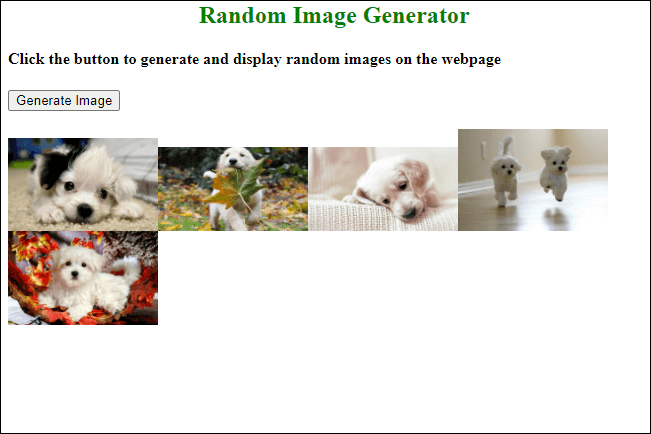 Random Image Generator
Click the button to generate and display random images on the webpage
Generate Image